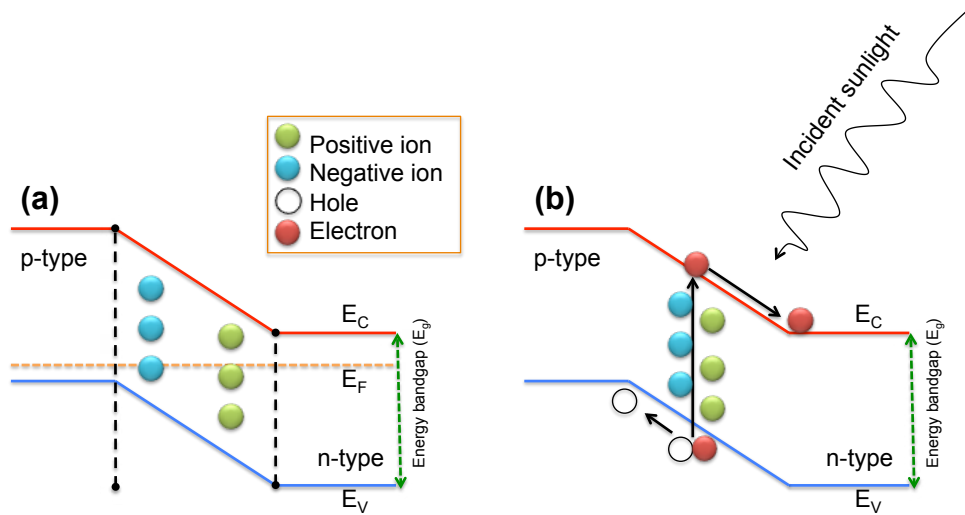 Positive ion
Negative ion
Hole
Electron
(a)
p-type
E_C
E_F
n-type
E_V
Energy bandgap (E_g)
Incident sunlight
(b)
p-type
E_C
n-type
E_V
Energy bandgap (E_g)